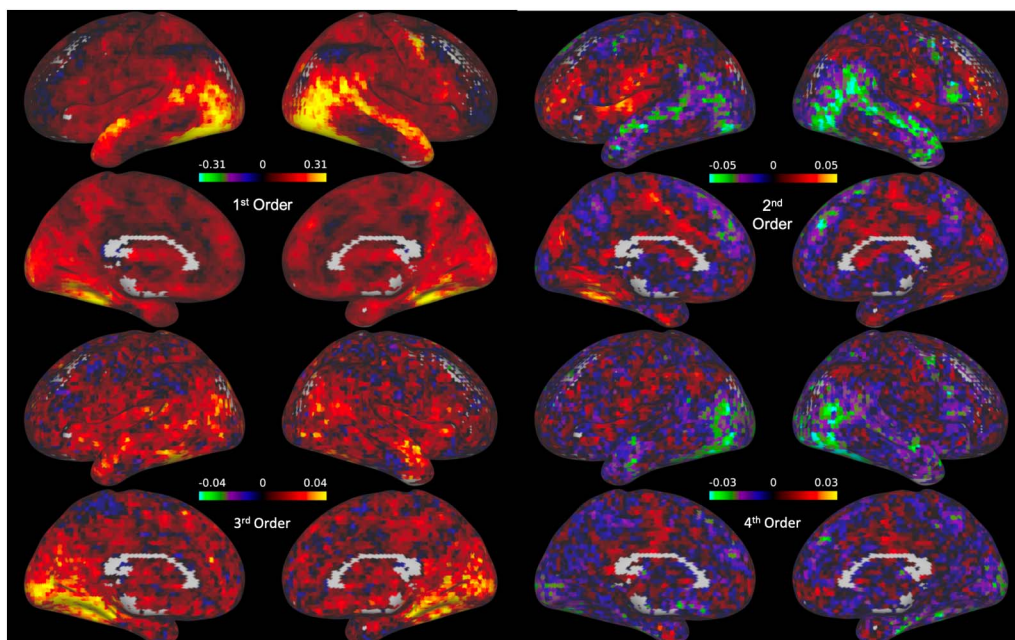 -0.31 0 0.31
1st Order
-0.05 0 0.05
2nd
Order
-0.04 0 0.04
3rd Order
-0.03 0 0.03
4th Order